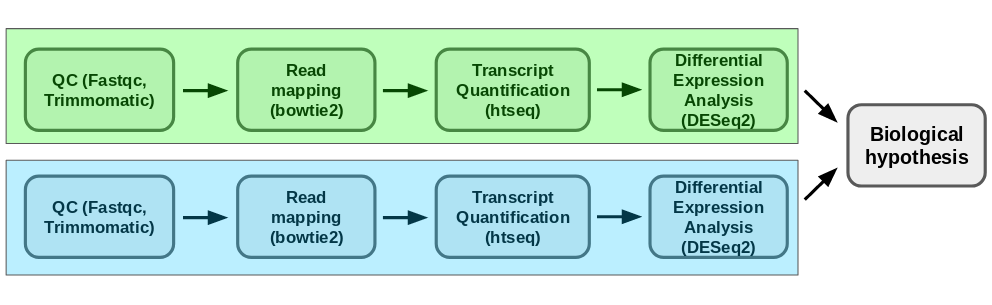 QC (Fastqc,
Trimmomatic)
Read
mapping
(bowtie2)
Transcript
Quantification
(htseq)
Differential
Expression
Analysis
(DESeq2)
Biological
hypothesis
QC (Fastqc,
Trimmomatic)
Read
mapping
(bowtie2)
Transcript
Quantification
(htseq)
Differential
Expression
Analysis
(DESeq2)